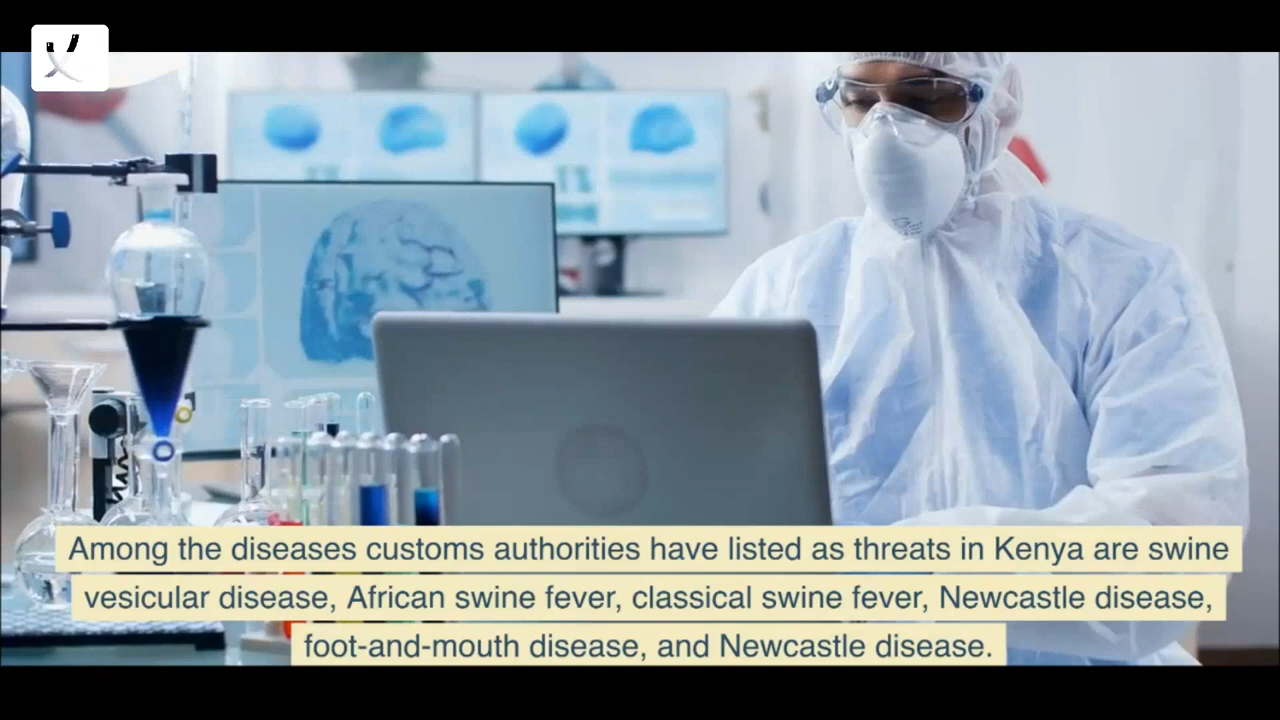 Among the diseases customs authorities have listed as threats in Kenya are swine
vesicular disease, African swine fever, classical swine fever, Newcastle disease,
foot-and-mouth disease, and Newcastle disease.